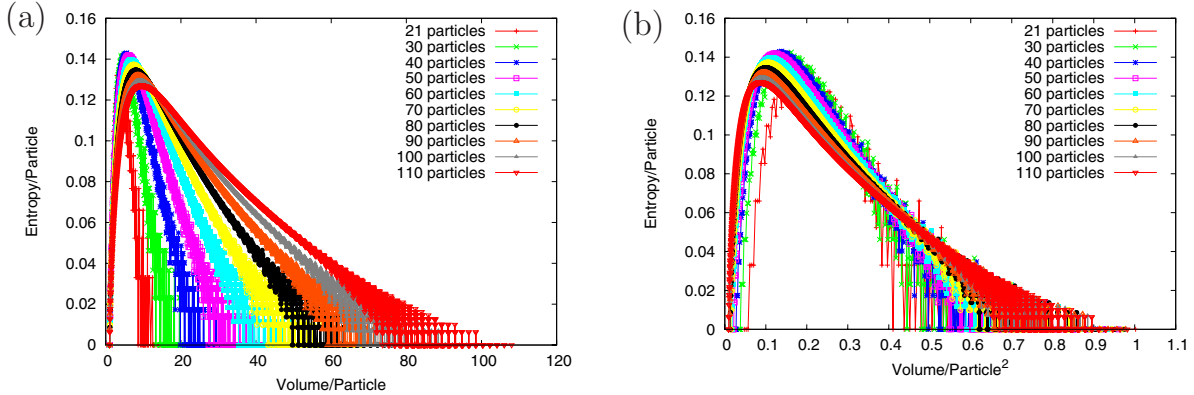 (a)
Entropy/Particle
0.16
0.14
0.12
0.1
0.08
0.06
0.04
0.02
0
0 20 40 60 80 100 120
Volume/Particle
21 particles
30 particles
40 particles
50 particles
60 particles
70 particles
80 particles
90 particles
100 particles
110 particles
(b)
Entropy/Particle
0.16
0.14
0.12
0.1
0.08
0.06
0.04
0.02
0
0 0.1 0.2 0.3 0.4 0.5 0.6 0.7 0.8 0.9 1 1.1
Volume/Particle²
21 particles
30 particles
40 particles
50 particles
60 particles
70 particles
80 particles
90 particles
100 particles
110 particles